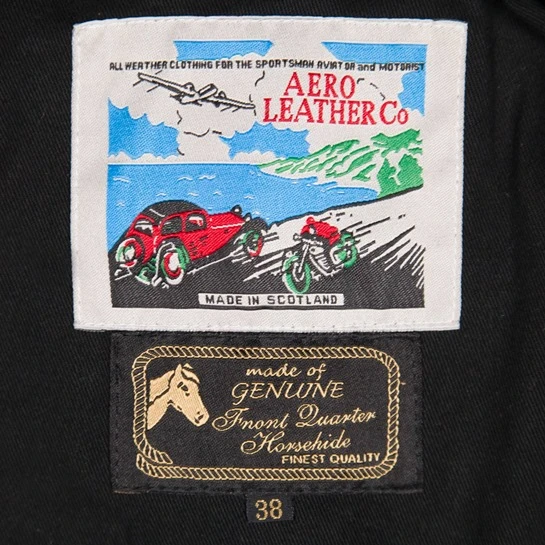 ALL WEATHER CLOTHING FOR THE SPORTSMAN AVIATOR and MOTORIST
AERO
LEATHER Co
MADE IN SCOTLAND
made of
GENUINE
Front Quarter
Horsehide
FINEST QUALITY
38